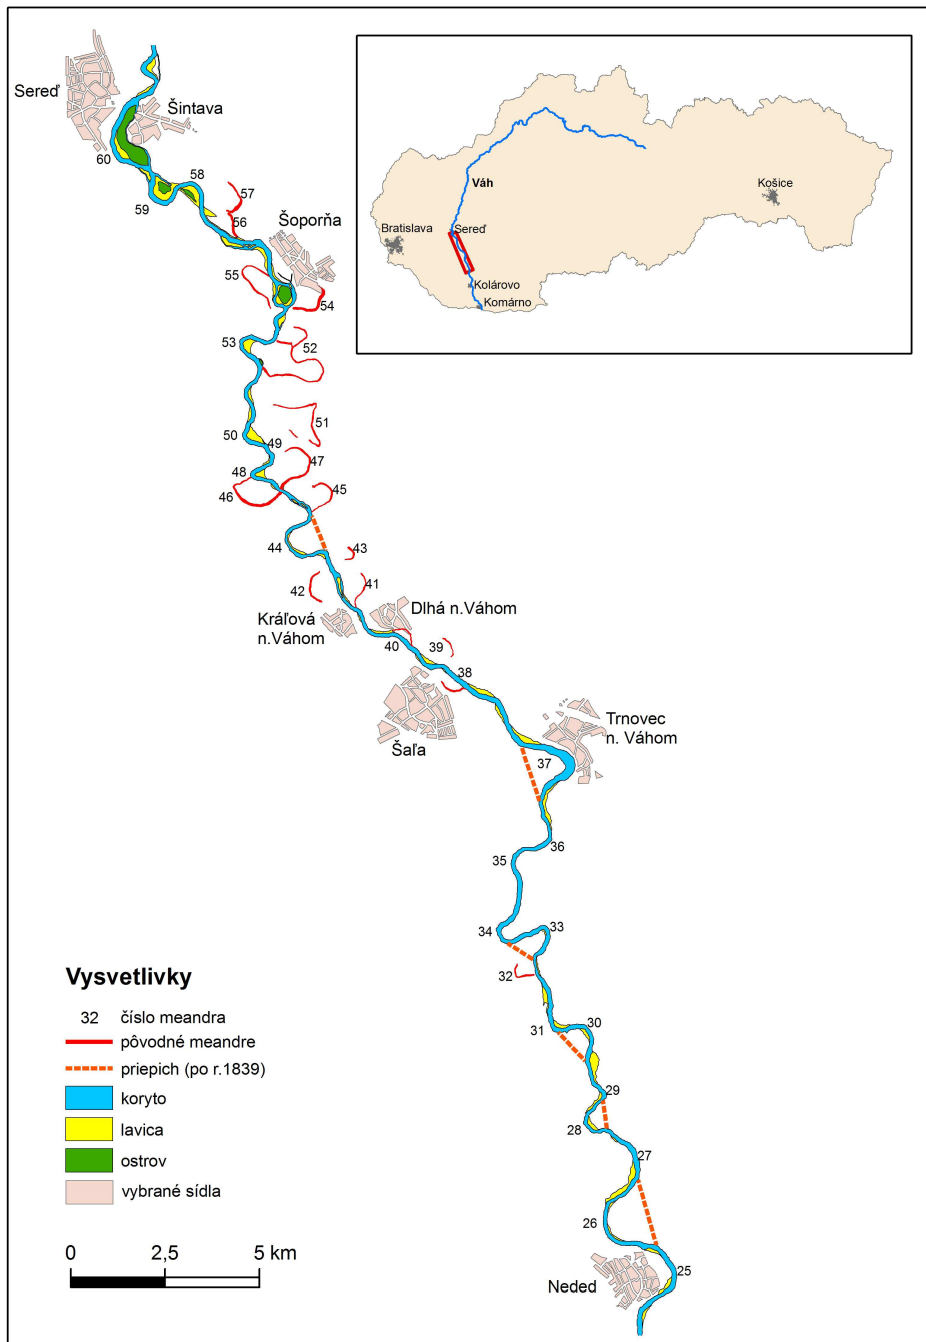 Sereď
Šintava
60
58
59
57
56
Šoporňa
55
54
53
52
51
50
49
48
47
46
45
44
43
42
41
Kráľová
n.Váhom
Dlhá n.Váhom
40
39
38
Šaľa
Trnovec
n. Váhom
37
36
35
34
33
32
31
30
29
28
27
26
25
Neded
Váh
Košice
Bratislava
Sereď
Kolárovo
Komárno
Vysvetlivky
32 číslo meandra
pôvodné meandre
priepich (po r.1839)
koryto
lavica
ostrov
vybrané sídla
0 2,5 5 km